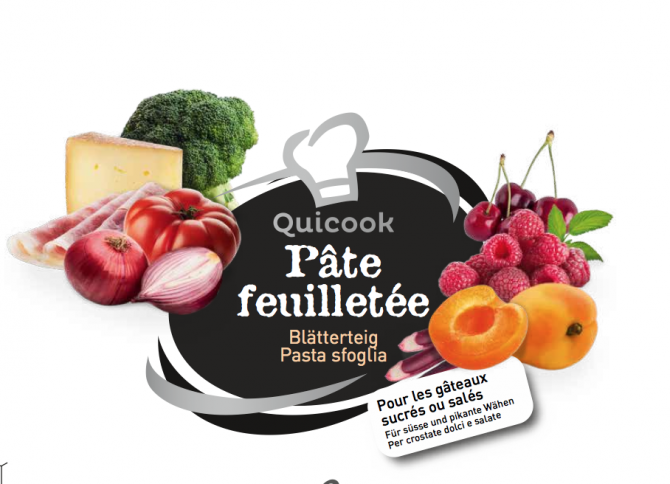 Quicook
Pâte
feuilletée
Blätterteig
Pasta sfoglia
Pour les gâteaux
sucrés ou salés
Für süsse und pikante Wähen
Per crostate dolci e salate